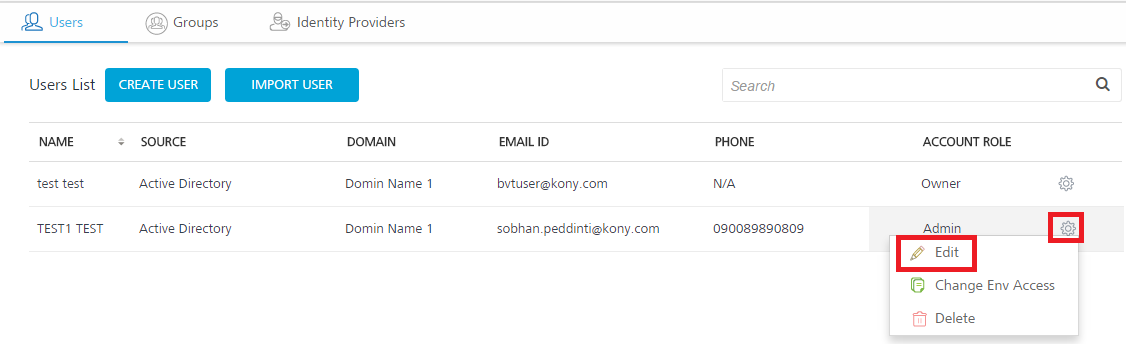 Users Groups Identity Providers
Users List CREATE USER IMPORT USER Search
NAME SOURCE DOMAIN EMAIL ID PHONE ACCOUNT ROLE
test test Active Directory Domin Name 1 bvtuser@kony.com N/A Owner
TEST1 TEST Active Directory Domin Name 1 sobhan.peddinti@kony.com 090089890809 Admin
Edit
Change Env Access
Delete